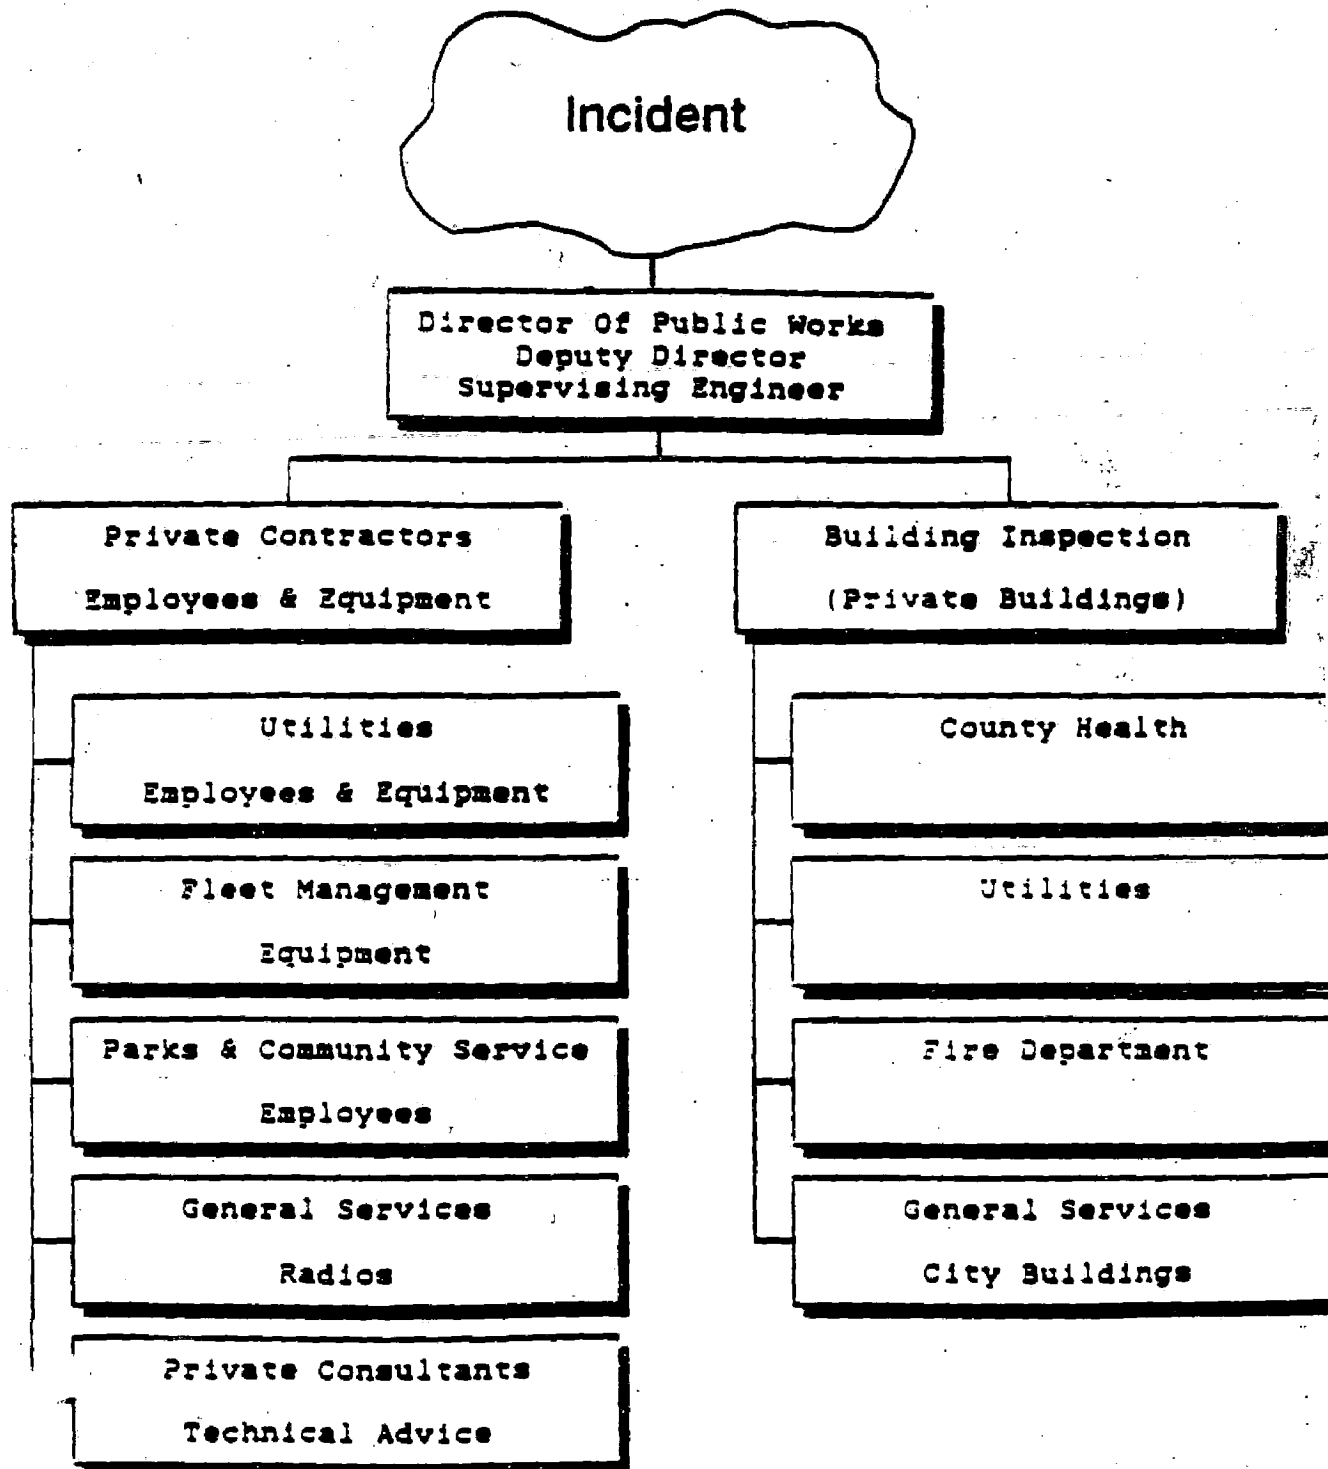 Incident
Director Of Public Works
Deputy Director
Supervising Engineer
Private Contractors
Employees & Equipment
Building Inspection
(Private Buildings)
Utilities
Employees & Equipment
Fleet Management
Equipment
Parks & Community Service
Employees
General Services
Radios
Private Consultants
Technical Advice
County Health
Utilities
Fire Department
General Services
City Buildings